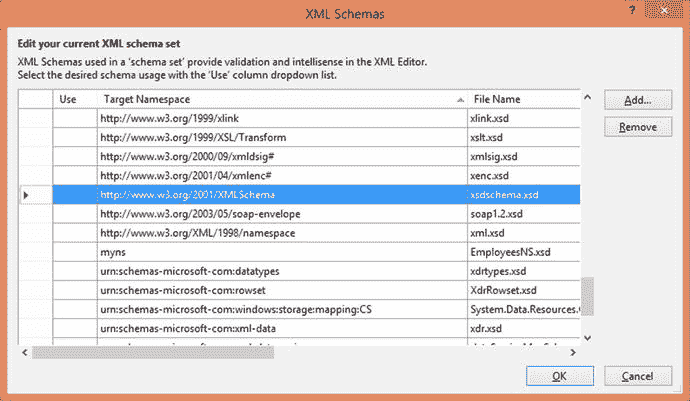 XML Schemas
?
Edit your current XML schema set
XML Schemas used in a 'schema set' provide validation and intellisense in the XML Editor.
Select the desired schema usage with the 'Use' column dropdown list.
Use Target Namespace File Name
Add...
http://www.w3.org/1999/xlink xlink.xsd
Remove
http://www.w3.org/1999/XSL/Transform xslt.xsd
http://www.w3.org/2000/09/xmldsig# xmlsig.xsd
http://www.w3.org/2001/04/xmlenc# xenc.xsd
http://www.w3.org/2001/XMLSchema xsdschema.xsd
http://www.w3.org/2003/05/soap-envelope soap1.2.xsd
http://www.w3.org/XML/1998/namespace xml.xsd
myns EmployeesNS.xsd
urn:schemas-microsoft-com:datatypes xdrtypes.xsd
urn:schemas-microsoft-com:rowset XdrRowset.xsd
urn:schemas-microsoft-com:windows:storage:mapping:CS System.Data.Resources.
urn:schemas-microsoft-com:xml-data xdr.xsd
OK Cancel